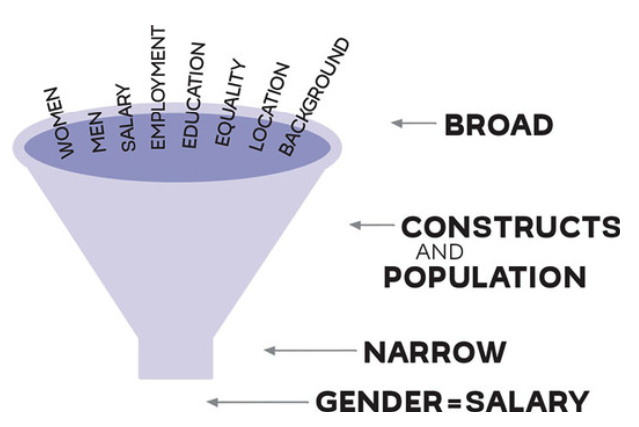 WOMEN
MEN
SALARY
EMPLOYMENT
EDUCATION
EQUALITY
LOCATION
BACKGROUND
BROAD
CONSTRUCTS
AND
POPULATION
NARROW
GENDER=SALARY